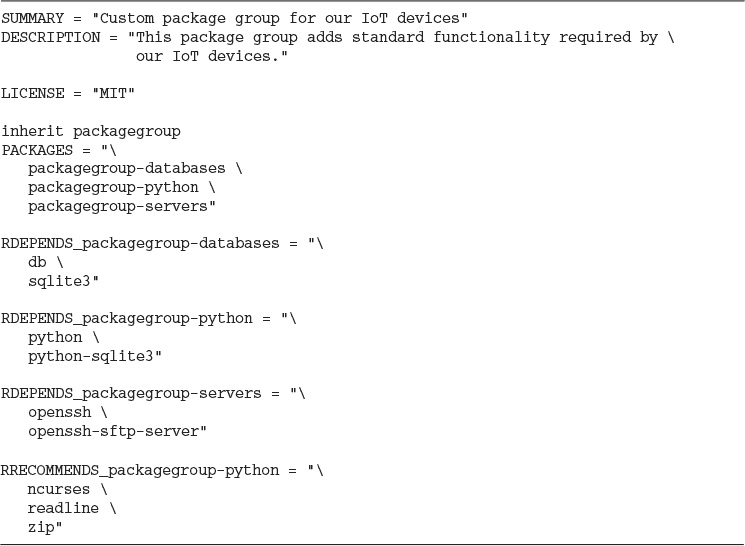 SUMMARY = "Custom package group for our IoT devices"
DESCRIPTION = "This package group adds standard functionality required by \
               our IoT devices."

LICENSE = "MIT"

inherit packagegroup
PACKAGES = "\
   packagegroup-databases \
   packagegroup-python \
   packagegroup-servers"

RDEPENDS_packagegroup-databases = "\
   db \
   sqlite3"

RDEPENDS_packagegroup-python = "\
   python \
   python-sqlite3"

RDEPENDS_packagegroup-servers = "\
   openssh \
   openssh-sftp-server"

RRECOMMENDS_packagegroup-python = "\
   ncurses \
   readline \
   zip"